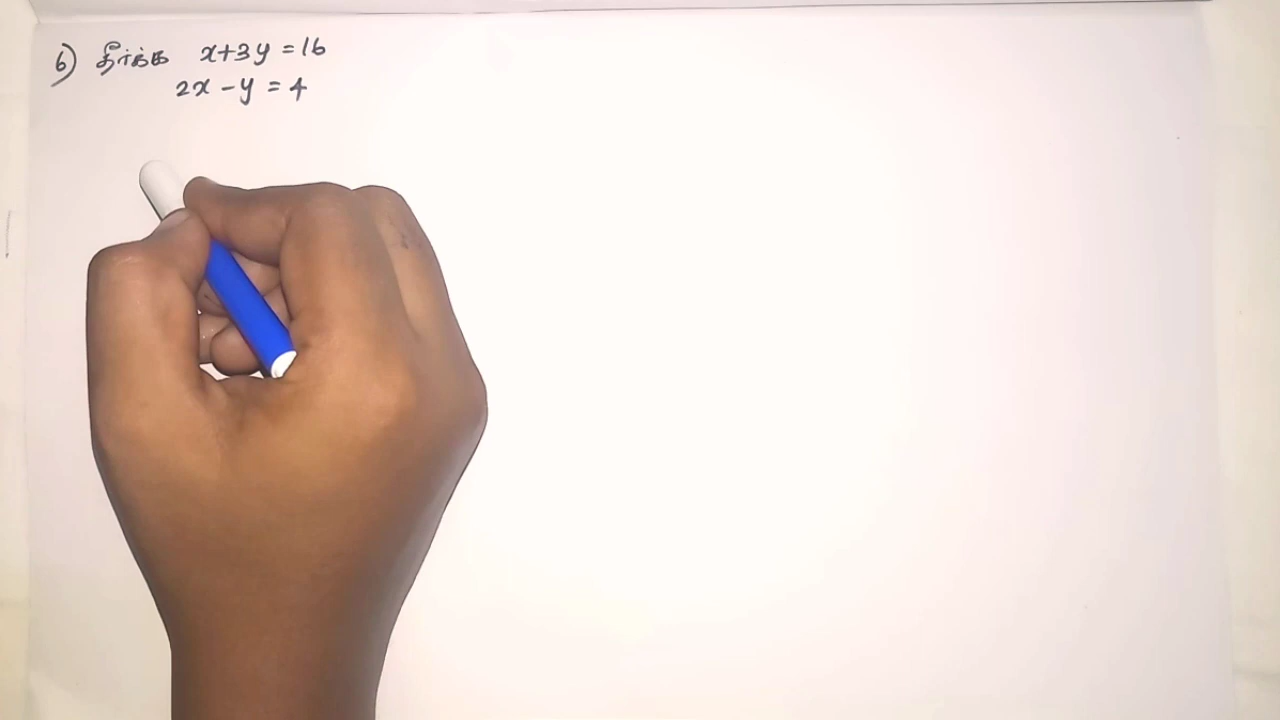 6) தீர்க்க x+3y = 16
2x - y = 4